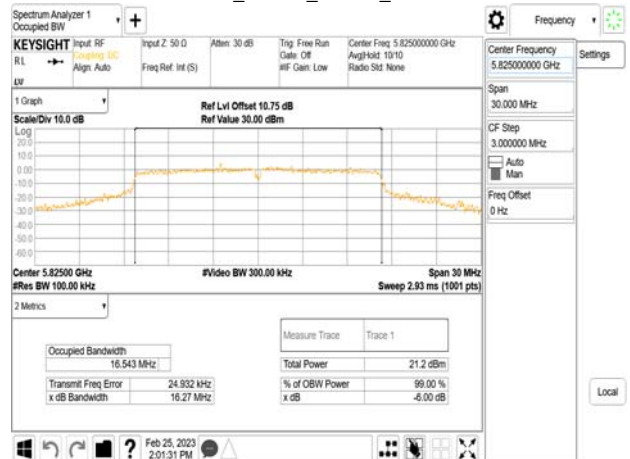 Spectrum Analyzer 1
Occupied BW
Frequency
KEYSIGHT
Input: RF
Coupling: DC
Align: Auto
Input Z: 50 Ω
Freq Ref: Int (S)
Atten: 30 dB
Trig: Free Run
Gate: Off
#IF Gain: Low
Center Freq: 5.825000000 GHz
Avg|Hold: 10/10
Radio Std: None
RL
LW
Center Frequency
5.825000000 GHz
Settings
Span
30.000 MHz
CF Step
3.000000 MHz
Auto
Man
Freq Offset
0 Hz
Local
1 Graph
Scale/Div 10.0 dB
Ref Lvl Offset 10.75 dB
Ref Value 30.00 dBm
Log
20.0
10.0
0.00
-10.0
-20.0
-30.0
-40.0
-50.0
-60.0
Center 5.82500 GHz
#Res BW 100.00 kHz
#Video BW 300.00 kHz
Span 30 MHz
Sweep 2.93 ms (1001 pts)
2 Metrics
Measure Trace
Trace 1
Occupied Bandwidth
16.543 MHz
Total Power
21.2 dBm
Transmit Freq Error
24.932 kHz
% of OBW Power
99.00 %
x dB Bandwidth
16.27 MHz
x dB
-6.00 dB
Feb 25, 2023
2:01:31 PM